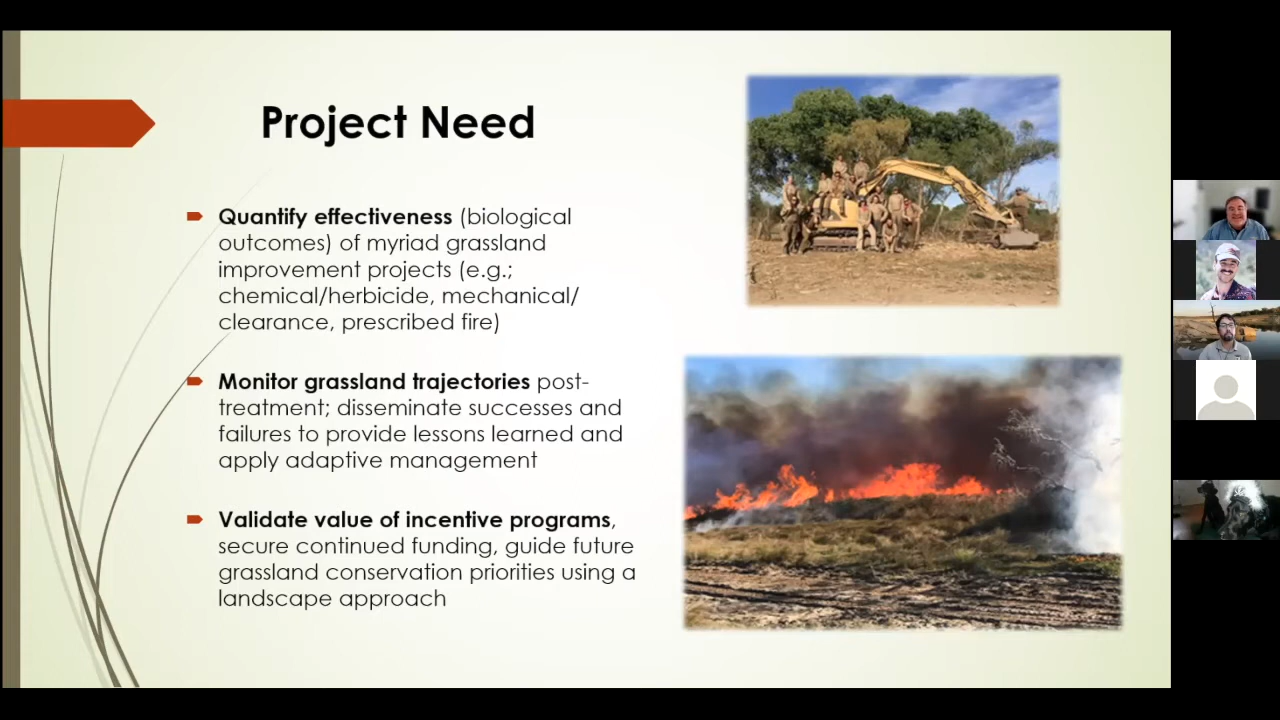 Project Need
Quantify effectiveness (biological
outcomes) of myriad grassland
improvement projects (e.g.;
chemical/herbicide, mechanical/
clearance, prescribed fire)
Monitor grassland trajectories post-
treatment; disseminate successes and
failures to provide lessons learned and
apply adaptive management
Validate value of incentive programs,
secure continued funding, guide future
grassland conservation priorities using a
landscape approach